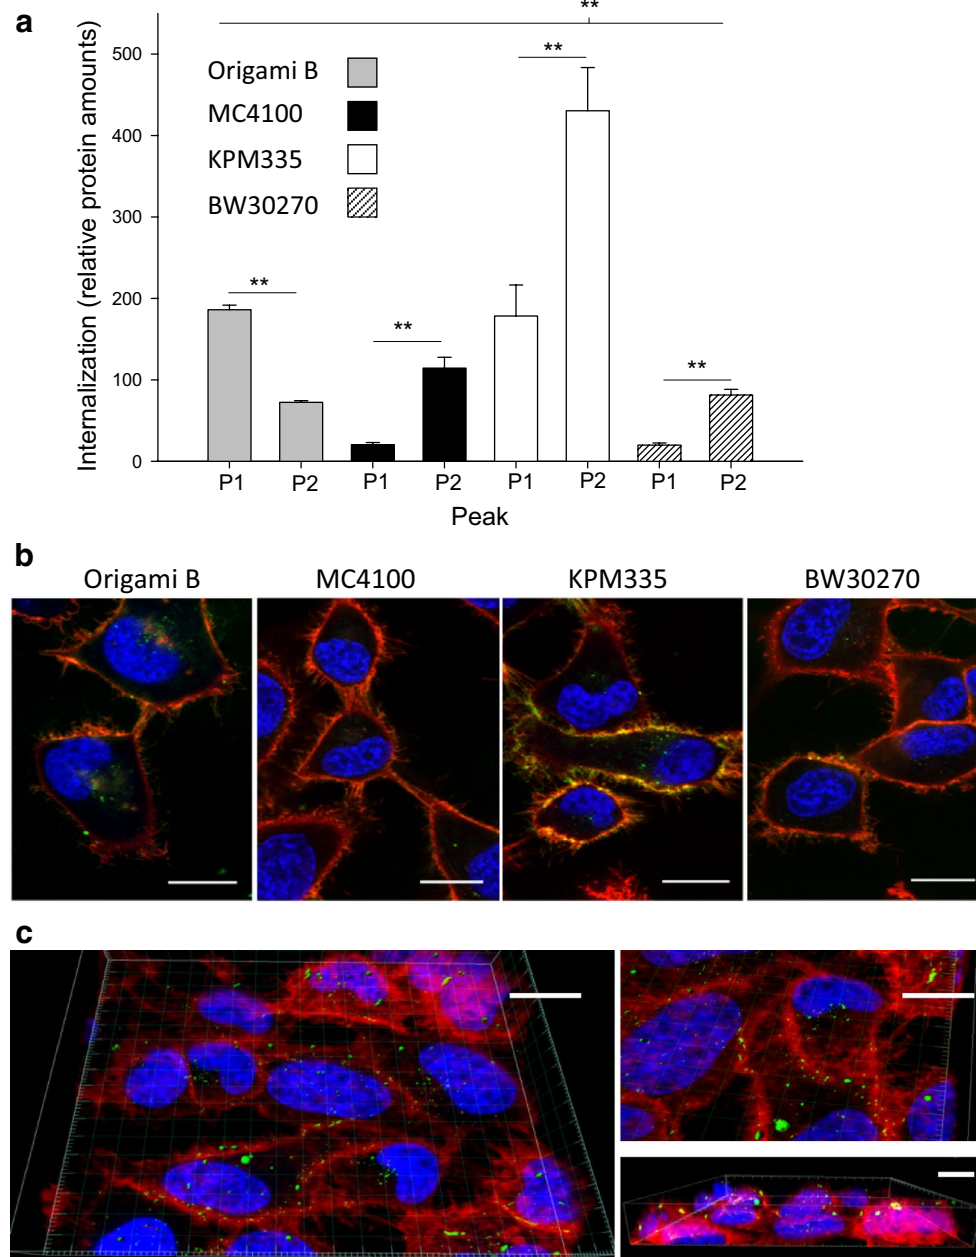 a
**
Internalization (relative protein amounts)
500
400
300
200
100
0
Origami B
MC4100
KPM335
BW30270
**
**
**
**
P1 P2 P1 P2 P1 P2 P1 P2
Peak
b
Origami B MC4100 KPM335 BW30270
c